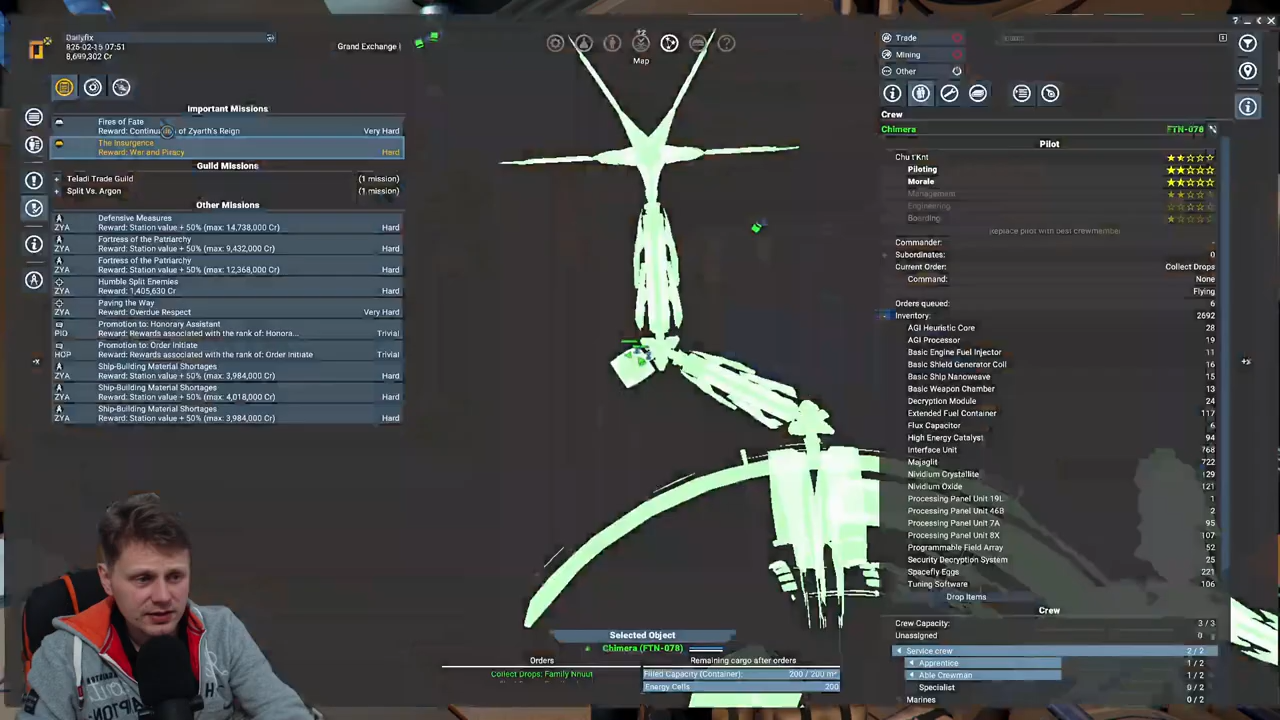 Dailyfix
826-02-15 07:51
8,699,302 Cr
Grand Exchange I
Map
Important Missions
Fires of Fate
Reward: Continuation of Zyarth's Reign Very Hard
The Insurgence
Reward: War and Piracy Hard
Guild Missions
+ Teladi Trade Guild (1 mission)
+ Split Vs. Argon (1 mission)
Other Missions
Defensive Measures
ZYA Reward: Station value + 50% (max: 14,738,000 Cr) Hard
Fortress of the Patriarchy
ZYA Reward: Station value + 50% (max: 9,432,000 Cr) Hard
Fortress of the Patriarchy
ZYA Reward: Station value + 50% (max: 12,368,000 Cr) Hard
Humble Split Enemies
ZYA Reward: 1,405,630 Cr Hard
Paving the Way
ZYA Reward: Overdue Respect Very Hard
Promotion to: Honorary Assistant
PIO Reward: Rewards associated with the rank of: Honora... Trivial
Promotion to: Order Initiate
HOP Reward: Rewards associated with the rank of: Order Initiate Trivial
Ship-Building Material Shortages
ZYA Reward: Station value + 50% (max: 3,984,000 Cr) Hard
Ship-Building Material Shortages
ZYA Reward: Station value + 50% (max: 4,018,000 Cr) Hard
Ship-Building Material Shortages
ZYA Reward: Station value + 50% (max: 3,984,000 Cr) Hard
Selected Object
Chimera (FTN-078)
Orders
Collect Drops: Family Nnuut
Remaining cargo after orders
Filled Capacity (Container): 200 / 200 m³
Energy Cells 200
Trade
Mining
Other
Crew
Chimera FTN-078
Pilot
Chu t'Knt
Piloting
Morale
Management
Engineering
Boarding
(Replace pilot with best crewmember)
Commander: -
Subordinates: 0
Current Order: Collect Drops
Command: None
Flying
Orders queued: 6
Inventory: 2692
AGI Heuristic Core 28
AGI Processor 19
Basic Engine Fuel Injector 11
Basic Shield Generator Coil 16
Basic Ship Nanoweave 15
Basic Weapon Chamber 13
Decryption Module 24
Extended Fuel Container 117
Flux Capacitor 6
High Energy Catalyst 94
Interface Unit 768
Majaglit 722
Nividium Crystallite 129
Nividium Oxide 121
Processing Panel Unit 19L 1
Processing Panel Unit 46B 2
Processing Panel Unit 7A 95
Processing Panel Unit 8X 107
Programmable Field Array 52
Security Decryption System 25
Spacefly Eggs 221
Tuning Software 106
Drop Items
Crew
Crew Capacity: 3 / 3
Unassigned 0
Service crew 2 / 2
Apprentice 1 / 2
Able Crewman 1 / 2
Specialist 0 / 2
Marines 0 / 2